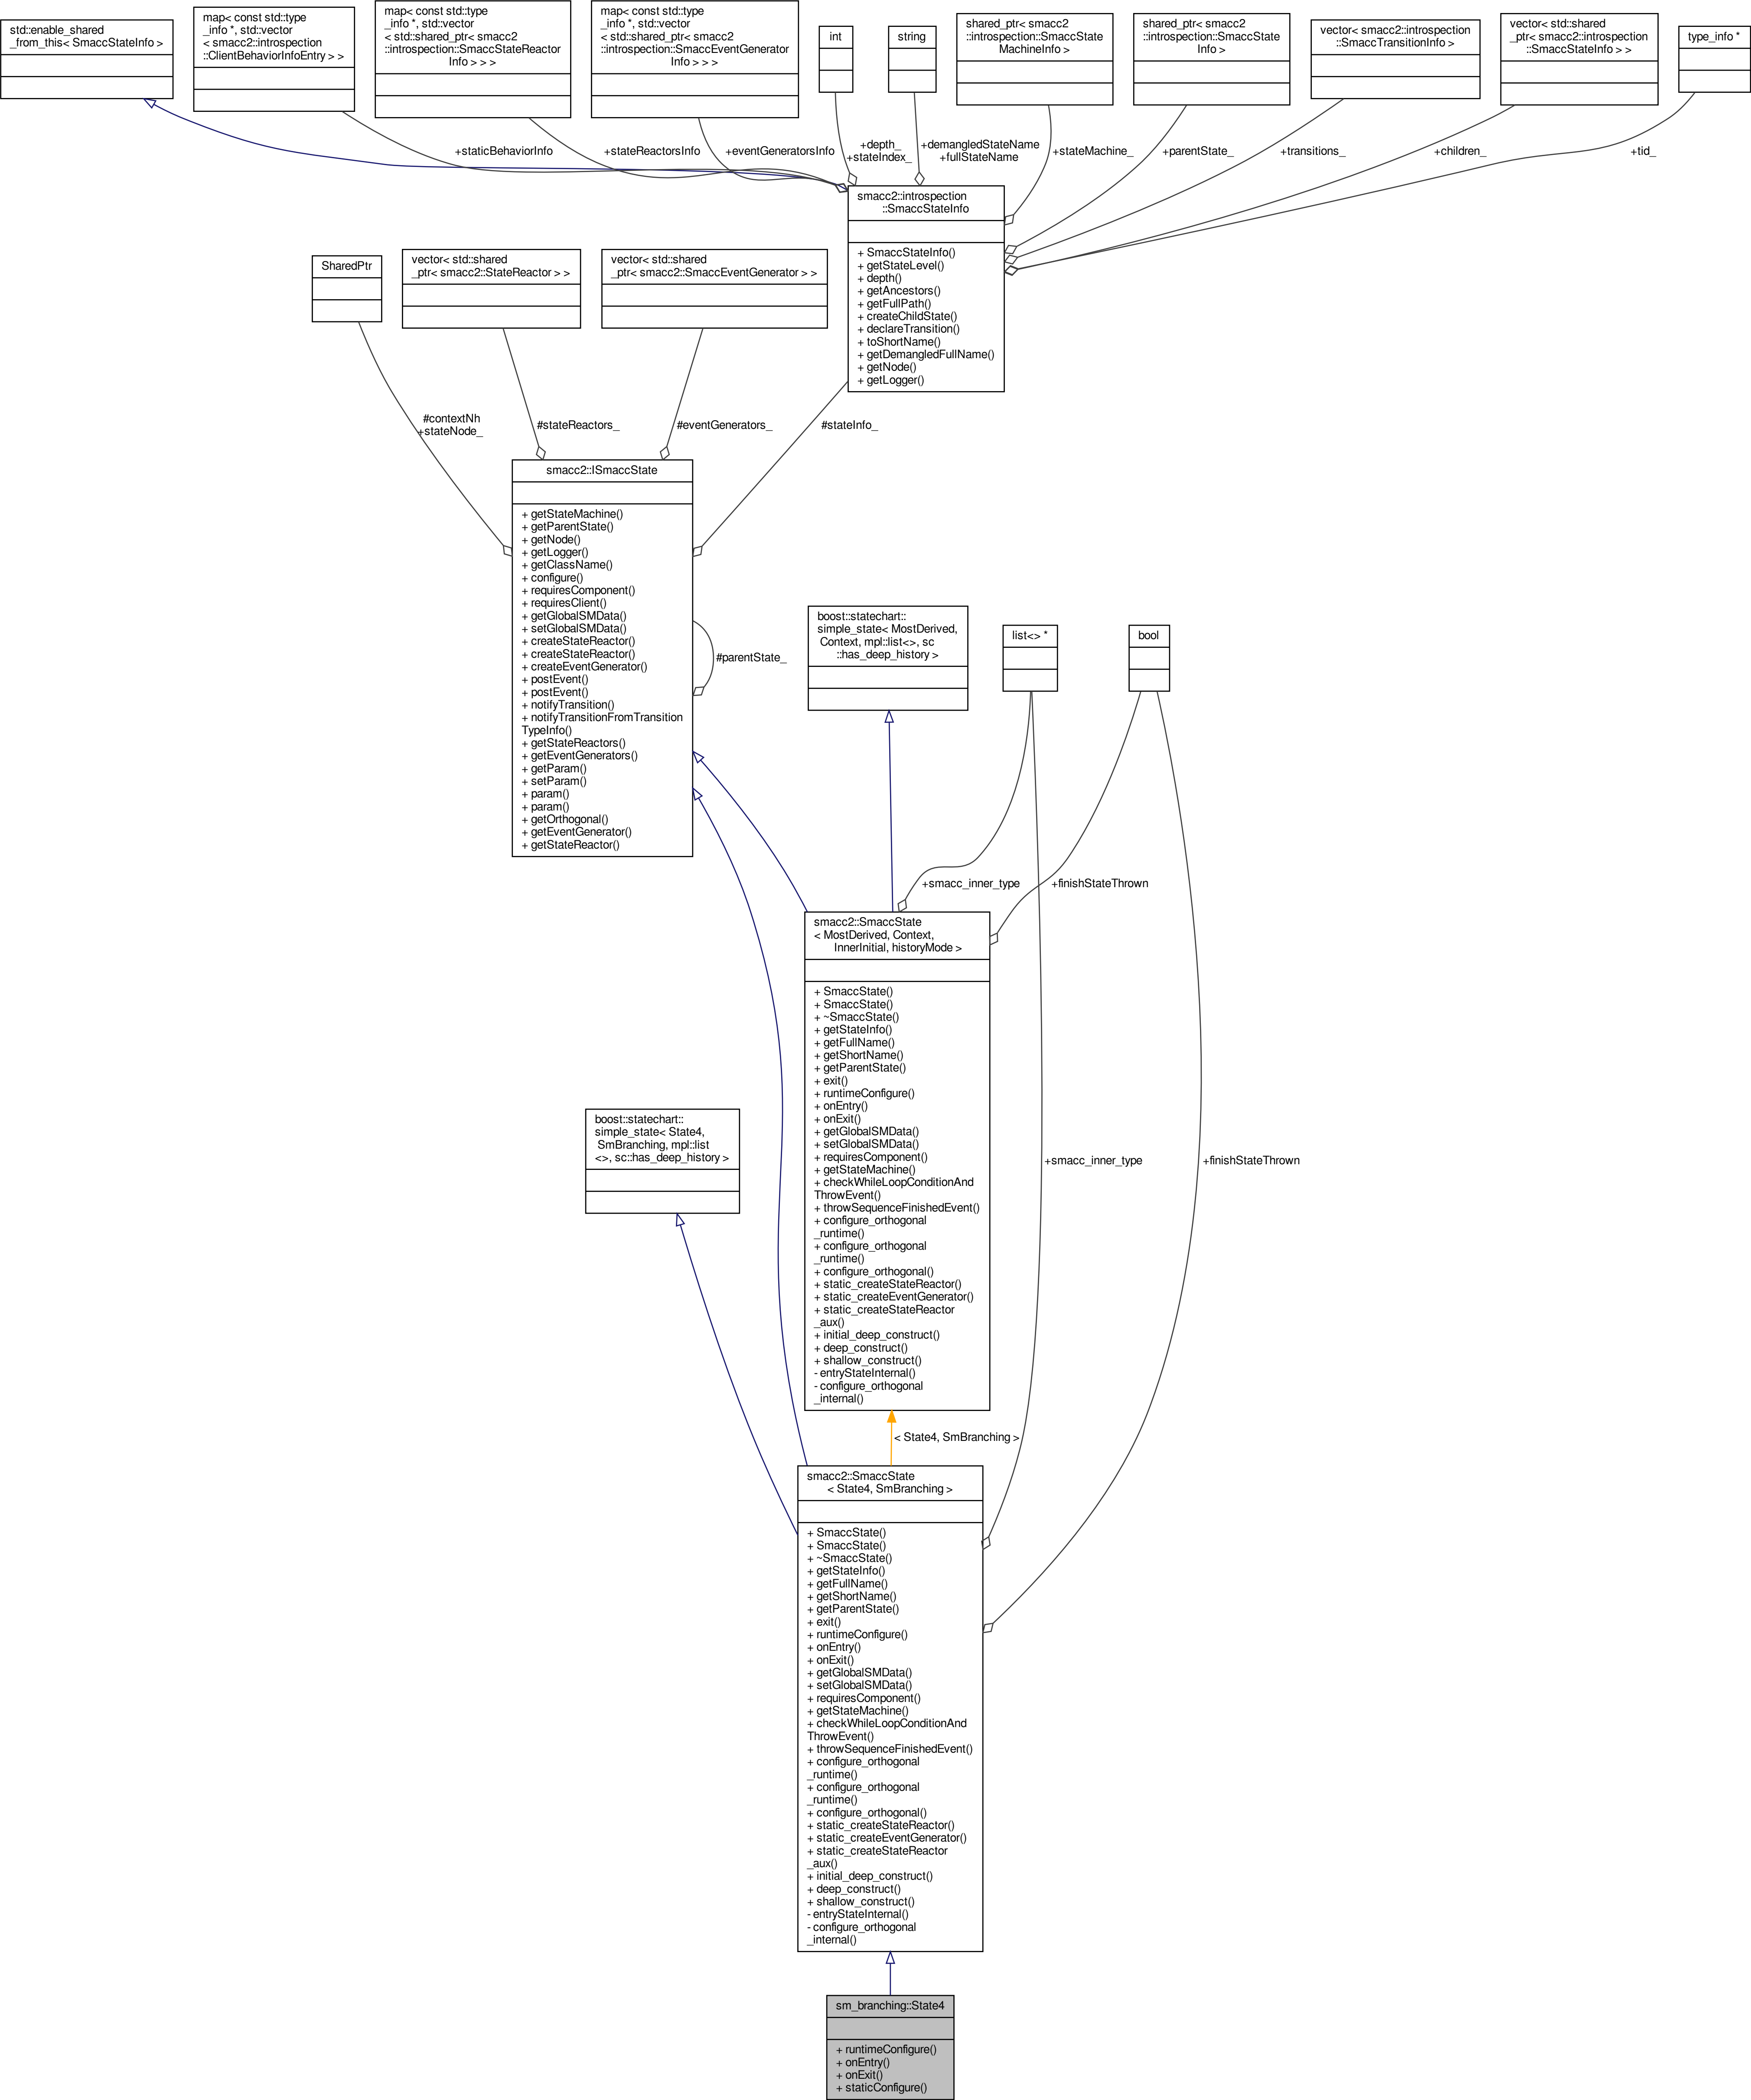 std::enable_shared
_from_this< SmaccStateInfo >
map< const std::type
_info *, std::vector
< smacc2::introspection
::ClientBehaviorInfoEntry > >
map< const std::type
_info *, std::vector
< std::shared_ptr< smacc2
::introspection::SmaccStateReactor
Info > > >
map< const std::type
_info *, std::vector
< std::shared_ptr< smacc2
::introspection::SmaccEventGenerator
Info > > >
int
string
shared_ptr< smacc2
::introspection::SmaccState
MachineInfo >
shared_ptr< smacc2
::introspection::SmaccState
Info >
vector< smacc2::introspection
::SmaccTransitionInfo >
vector< std::shared
_ptr< smacc2::introspection
::SmaccStateInfo > >
type_info *
+staticBehaviorInfo
+stateReactorsInfo
+eventGeneratorsInfo
+depth_
+stateIndex_
+demangledStateName
+fullStateName
+stateMachine_
+parentState_
+transitions_
+children_
+tid_
smacc2::introspection
::SmaccStateInfo
+ SmaccStateInfo()
+ getStateLevel()
+ depth()
+ getAncestors()
+ getFullPath()
+ createChildState()
+ declareTransition()
+ toShortName()
+ getDemangledFullName()
+ getNode()
+ getLogger()
SharedPtr
vector< std::shared
_ptr< smacc2::StateReactor > >
vector< std::shared
_ptr< smacc2::SmaccEventGenerator > >
#contextNh
+stateNode_
#stateReactors_
#eventGenerators_
#stateInfo_
smacc2::ISmaccState
+ getStateMachine()
+ getParentState()
+ getNode()
+ getLogger()
+ getClassName()
+ configure()
+ requiresComponent()
+ requiresClient()
+ getGlobalSMData()
+ setGlobalSMData()
+ createStateReactor()
+ createStateReactor()
+ createEventGenerator()
+ postEvent()
+ postEvent()
+ notifyTransition()
+ notifyTransitionFromTransition
TypeInfo()
+ getStateReactors()
+ getEventGenerators()
+ getParam()
+ setParam()
+ param()
+ param()
+ getOrthogonal()
+ getEventGenerator()
+ getStateReactor()
#parentState_
boost::statechart::
simple_state< MostDerived,
Context, mpl::list<>, sc
::has_deep_history >
list<> *
bool
+smacc_inner_type
+finishStateThrown
smacc2::SmaccState
< MostDerived, Context,
InnerInitial, historyMode >
+ SmaccState()
+ SmaccState()
+ ~SmaccState()
+ getStateInfo()
+ getFullName()
+ getShortName()
+ getParentState()
+ exit()
+ runtimeConfigure()
+ onEntry()
+ onExit()
+ getGlobalSMData()
+ setGlobalSMData()
+ requiresComponent()
+ getStateMachine()
+ checkWhileLoopConditionAnd
ThrowEvent()
+ throwSequenceFinishedEvent()
+ configure_orthogonal
_runtime()
+ configure_orthogonal
_runtime()
+ configure_orthogonal()
+ static_createStateReactor()
+ static_createEventGenerator()
+ static_createStateReactor
_aux()
+ initial_deep_construct()
+ deep_construct()
+ shallow_construct()
- entryStateInternal()
- configure_orthogonal
_internal()
boost::statechart::
simple_state< State4,
SmBranching, mpl::list
<>, sc::has_deep_history >
+smacc_inner_type
+finishStateThrown
< State4, SmBranching >
smacc2::SmaccState
< State4, SmBranching >
+ SmaccState()
+ SmaccState()
+ ~SmaccState()
+ getStateInfo()
+ getFullName()
+ getShortName()
+ getParentState()
+ exit()
+ runtimeConfigure()
+ onEntry()
+ onExit()
+ getGlobalSMData()
+ setGlobalSMData()
+ requiresComponent()
+ getStateMachine()
+ checkWhileLoopConditionAnd
ThrowEvent()
+ throwSequenceFinishedEvent()
+ configure_orthogonal
_runtime()
+ configure_orthogonal
_runtime()
+ configure_orthogonal()
+ static_createStateReactor()
+ static_createEventGenerator()
+ static_createStateReactor
_aux()
+ initial_deep_construct()
+ deep_construct()
+ shallow_construct()
- entryStateInternal()
- configure_orthogonal
_internal()
sm_branching::State4
+ runtimeConfigure()
+ onEntry()
+ onExit()
+ staticConfigure()